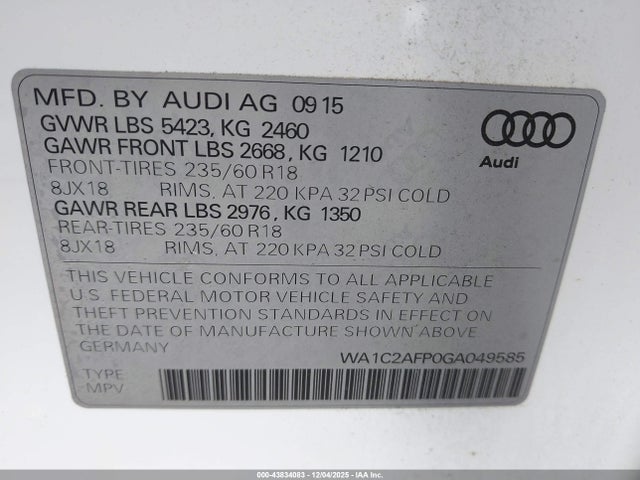 MFD. BY AUDI AG 09 15
GVWR LBS 5423, KG 2460
GAWR FRONT LBS 2668, KG 1210
FRONT-TIRES 235/60 R18
8JX18 RIMS, AT 220 KPA 32 PSI COLD
GAWR REAR LBS 2976, KG 1350
REAR-TIRES 235/60 R18
8JX18 RIMS, AT 220 KPA 32 PSI COLD
Audi
THIS VEHICLE CONFORMS TO ALL APPLICABLE
U.S. FEDERAL MOTOR VEHICLE SAFETY AND
THEFT PREVENTION STANDARDS IN EFFECT ON
THE DATE OF MANUFACTURE SHOWN ABOVE
GERMANY WA1C2AFP0GA049585
TYPE
MPV
000-43834083 - 12/04/2025 - IAA Inc.